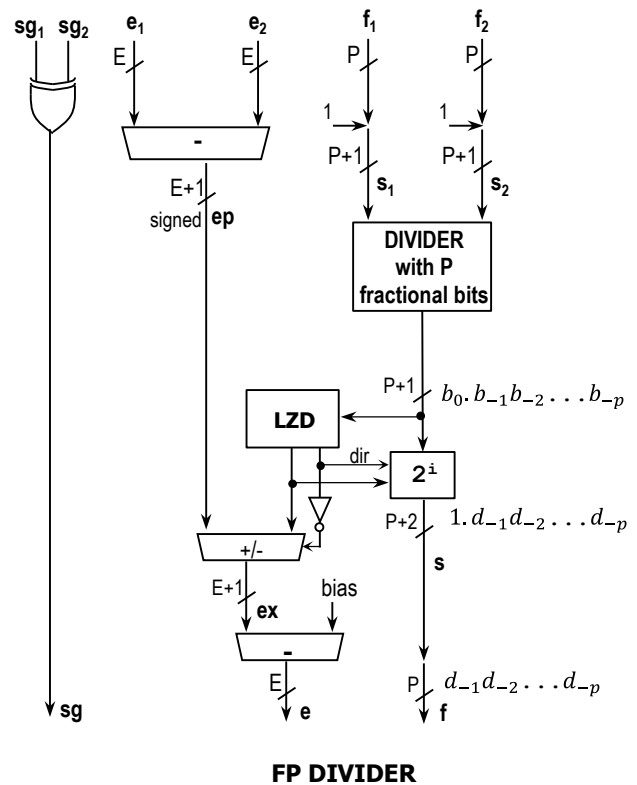 sg₁ sg₂ e₁ e₂ f₁ f₂
E E P P
1 1
-
P+1 P+1
s₁ s₂
E+1
signed ep
DIVIDER
with P
fractional bits
P+1 b₀.b₋₁b₋₂ . . . b₋ₚ
LZD
dir
2ⁱ
P+2 1.d₋₁d₋₂ . . . d₋ₚ
+/-
s
E+1 bias
ex
-
E P d₋₁d₋₂ . . . d₋ₚ
sg e f
FP DIVIDER